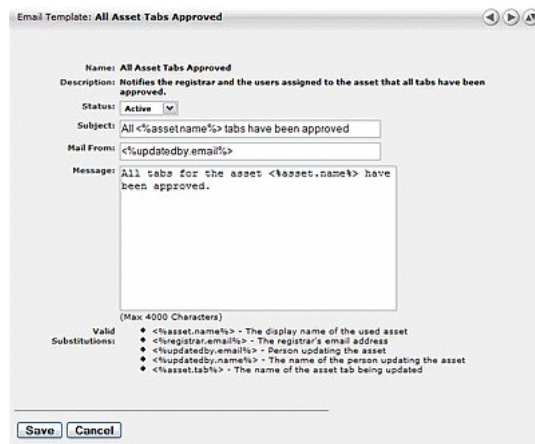 Email Template: All Asset Tabs Approved
Name: All Asset Tabs Approved
Description: Notifies the registrar and the users assigned to the asset that all tabs have been
approved.
Status: Active
Subject: All <%asset.name%> tabs have been approved
Mail From: <%updatedby.email%>
Message: All tabs for the asset <%asset.name%> have
been approved.
(Max 4000 Characters)
Valid Substitutions:
<%asset.name%> - The display name of the used asset
<%registrar.email%> - The registrar's email address
<%updatedby.email%> - Person updating the asset
<%updatedby.name%> - The name of the person updating the asset
<%asset.tab%> - The name of the asset tab being updated
Save Cancel